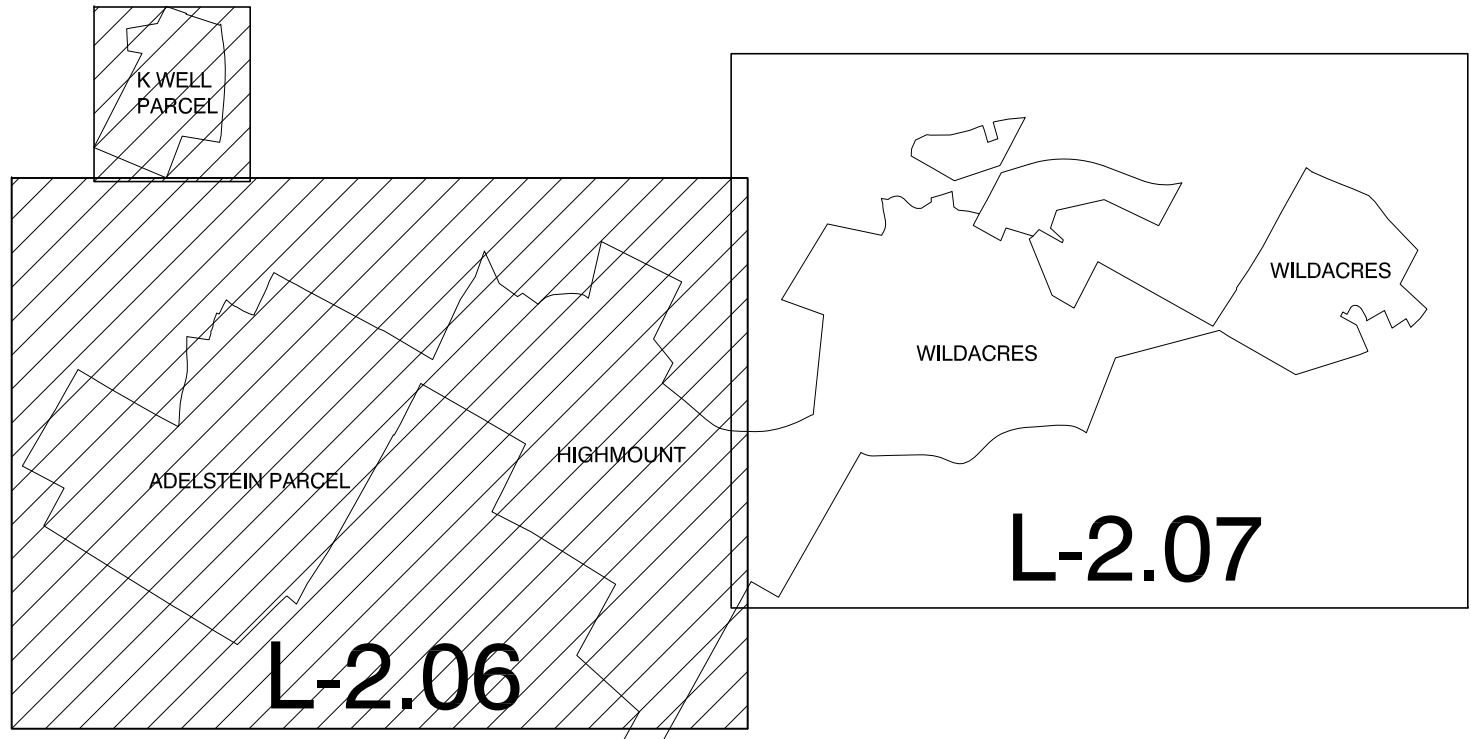 K WELL
PARCEL
WILDACRES
WILDACRES
HIGHMOUNT
ADELSTEIN PARCEL
L-2.07
L-2.06